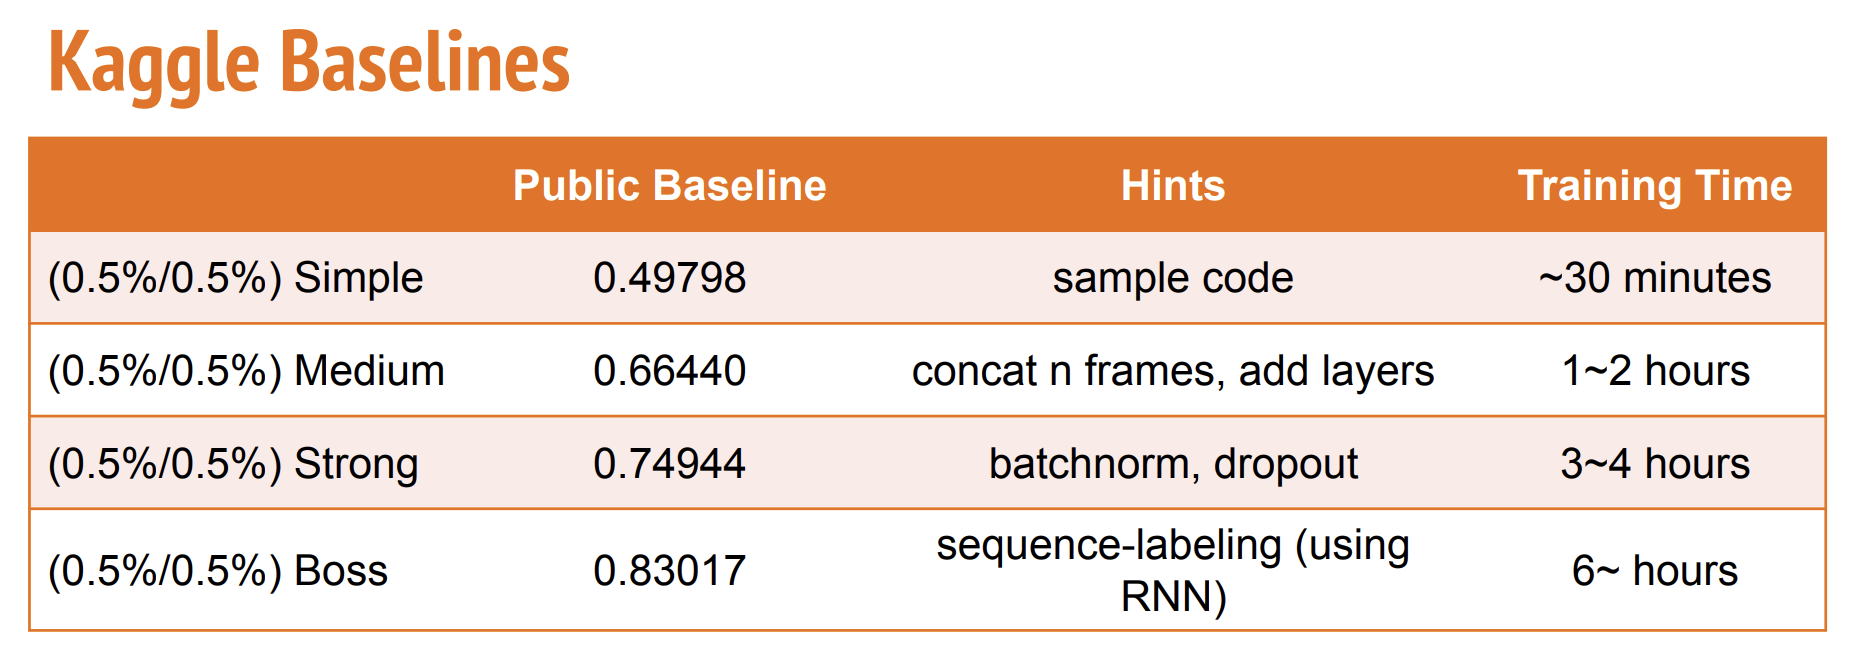 Kaggle Baselines
Public Baseline Hints Training Time
(0.5%/0.5%) Simple 0.49798 sample code ~30 minutes
(0.5%/0.5%) Medium 0.66440 concat n frames, add layers 1~2 hours
(0.5%/0.5%) Strong 0.74944 batchnorm, dropout 3~4 hours
(0.5%/0.5%) Boss 0.83017 sequence-labeling (using
RNN) 6~ hours